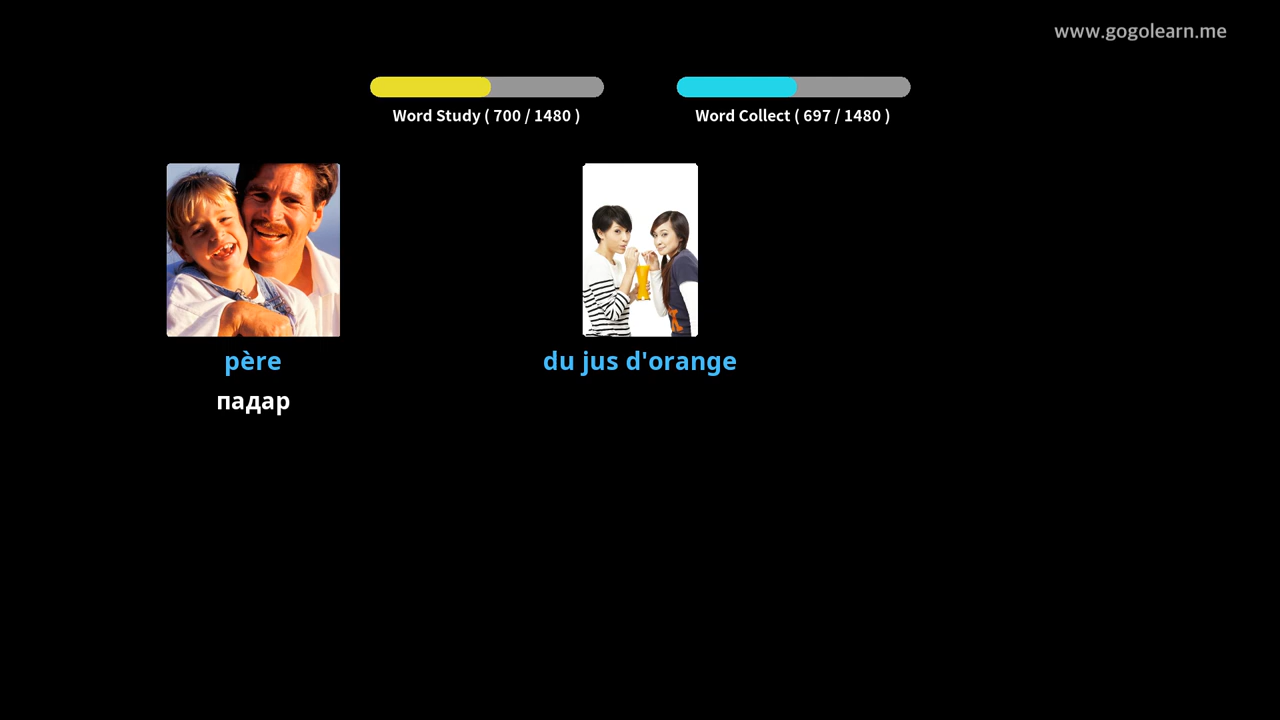 www.gogolearn.me
Word Study ( 700 / 1480 )
Word Collect ( 697 / 1480 )
père
падар
du jus d'orange